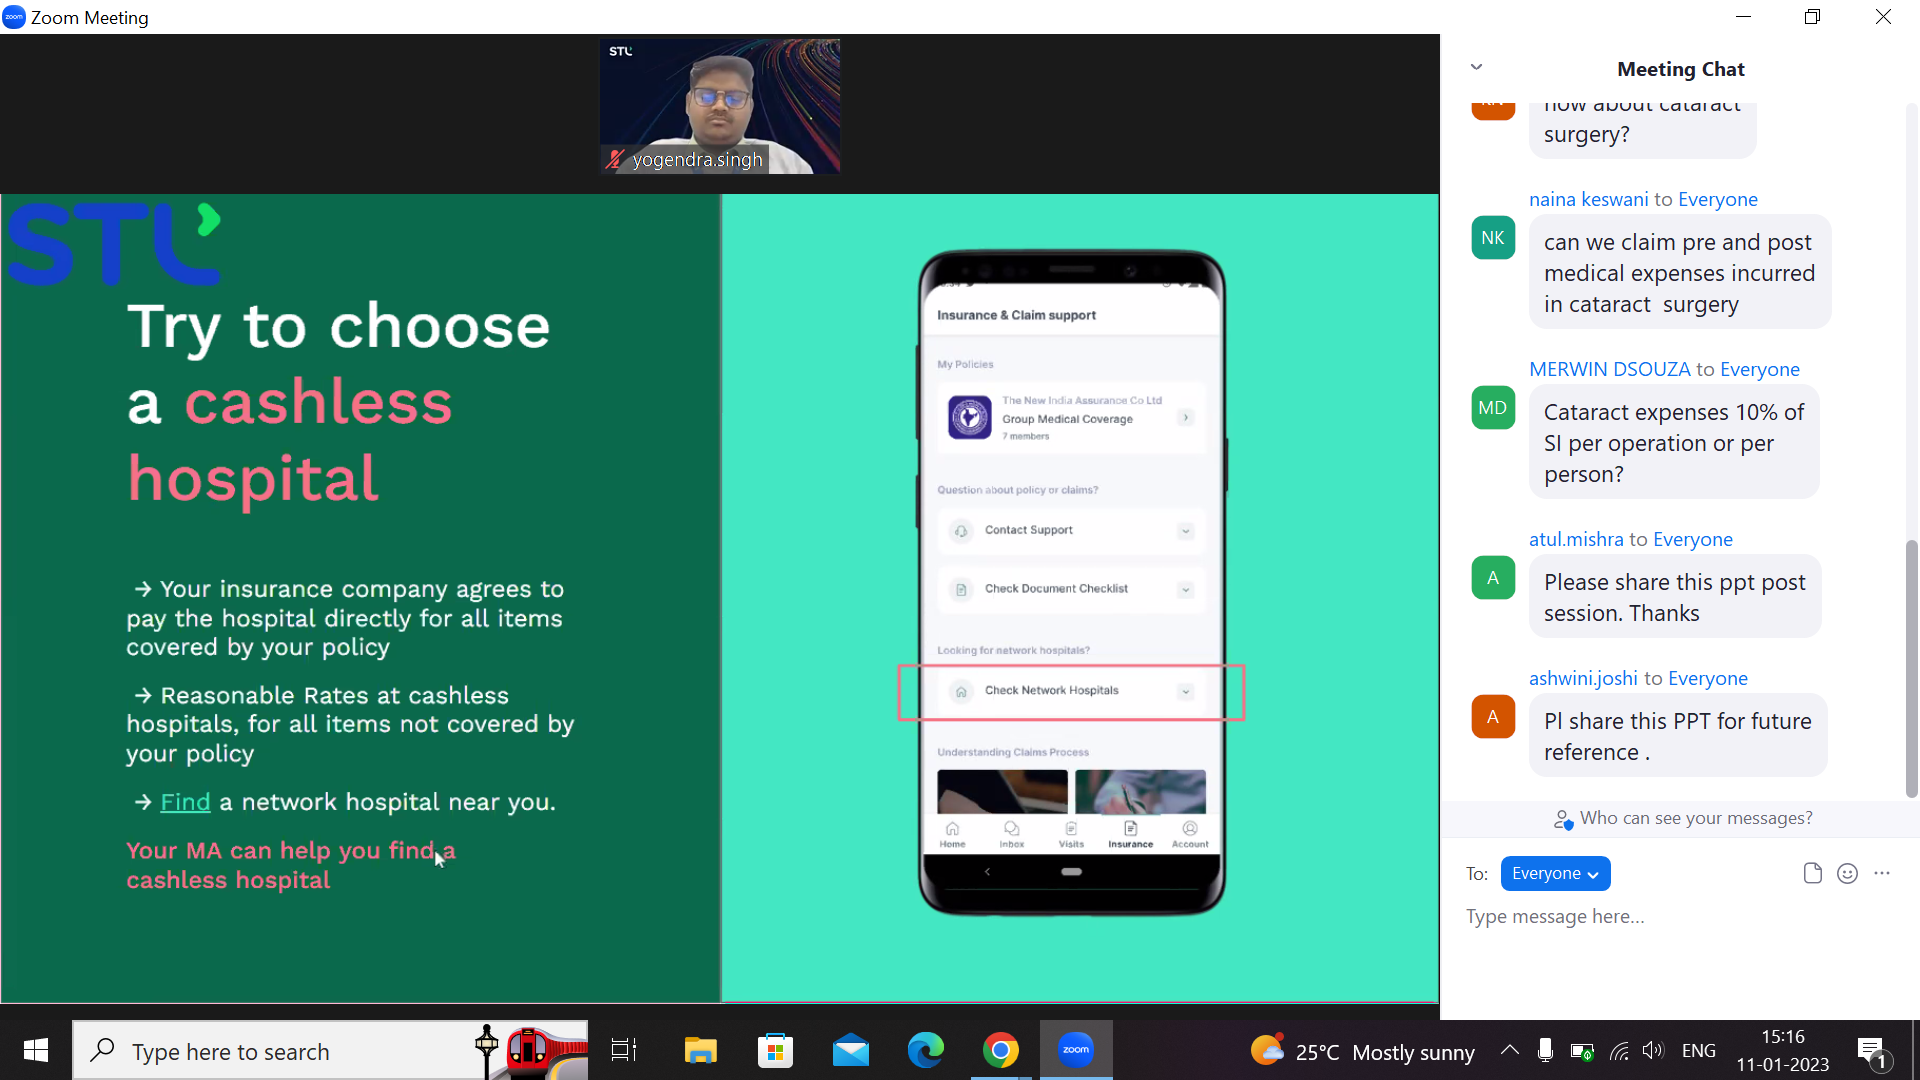 zoom Zoom Meeting
STL
yogendra.singh
STL
Try to choose
a cashless
hospital
→ Your insurance company agrees to
pay the hospital directly for all items
covered by your policy
→ Reasonable Rates at cashless
hospitals, for all items not covered by
your policy
→ Find a network hospital near you.
Your MA can help you find a
cashless hospital
Insurance & Claim support
My Policies
The New India Assurance Co Ltd
Group Medical Coverage
7 members
Question about policy or claims?
Contact Support
Check Document Checklist
Looking for network hospitals?
Check Network Hospitals
Understanding Claims Process
Home Inbox Visits Insurance Account
Meeting Chat
how about cataract
surgery?
naina keswani to Everyone
NK
can we claim pre and post
medical expenses incurred
in cataract surgery
MERWIN DSOUZA to Everyone
MD
Cataract expenses 10% of
SI per operation or per
person?
atul.mishra to Everyone
A
Please share this ppt post
session. Thanks
ashwini.joshi to Everyone
A
Pl share this PPT for future
reference .
Who can see your messages?
To: Everyone
Type message here...
Type here to search
zoom
25°C Mostly sunny
ENG
15:16
11-01-2023
1